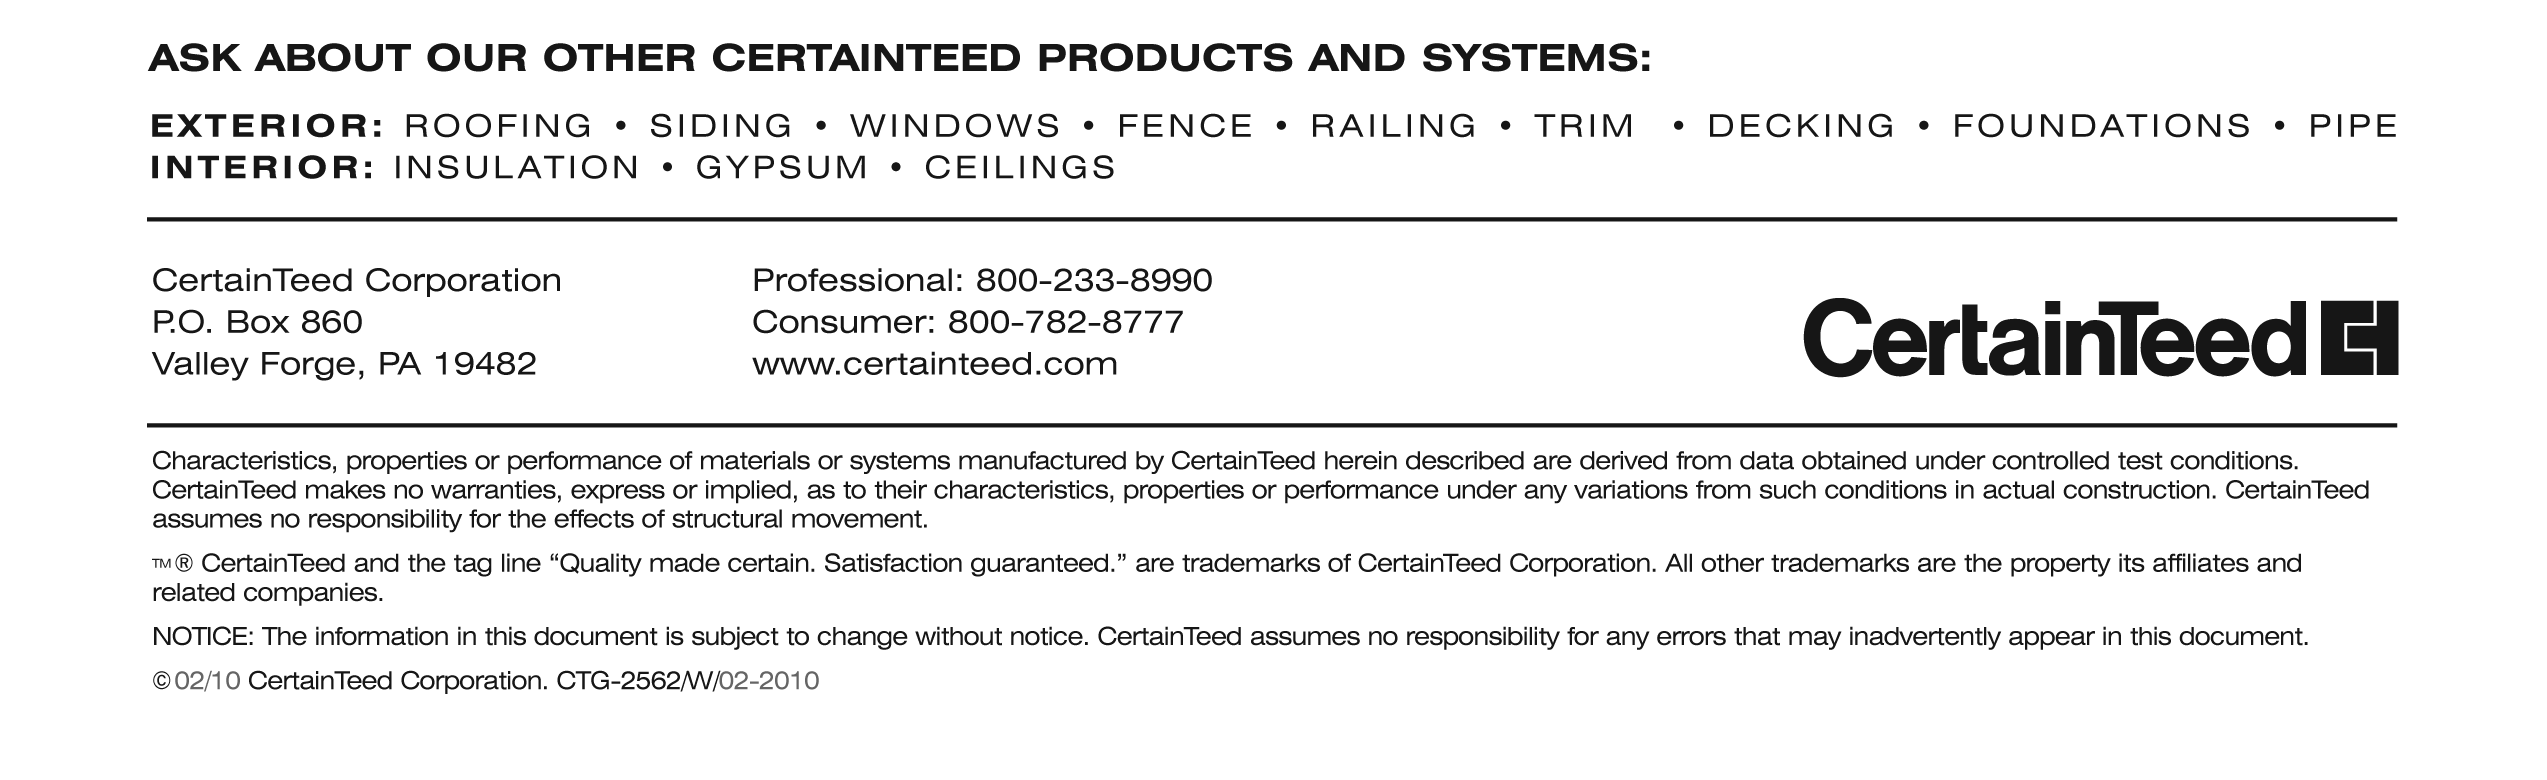 ASK ABOUT OUR OTHER CERTAINTEED PRODUCTS AND SYSTEMS:
EXTERIOR: ROOFING • SIDING • WINDOWS • FENCE • RAILING • TRIM • DECKING • FOUNDATIONS • PIPE
INTERIOR: INSULATION • GYPSUM • CEILINGS
CertainTeed Corporation
P.O. Box 860
Valley Forge, PA 19482
Professional: 800-233-8990
Consumer: 800-782-8777
www.certainteed.com
CertainTeed
Characteristics, properties or performance of materials or systems manufactured by CertainTeed herein described are derived from data obtained under controlled test conditions.
CertainTeed makes no warranties, express or implied, as to their characteristics, properties or performance under any variations from such conditions in actual construction. CertainTeed
assumes no responsibility for the effects of structural movement.
™® CertainTeed and the tag line “Quality made certain. Satisfaction guaranteed.” are trademarks of CertainTeed Corporation. All other trademarks are the property its affiliates and
related companies.
NOTICE: The information in this document is subject to change without notice. CertainTeed assumes no responsibility for any errors that may inadvertently appear in this document.
©02/10 CertainTeed Corporation. CTG-2562/W/02-2010